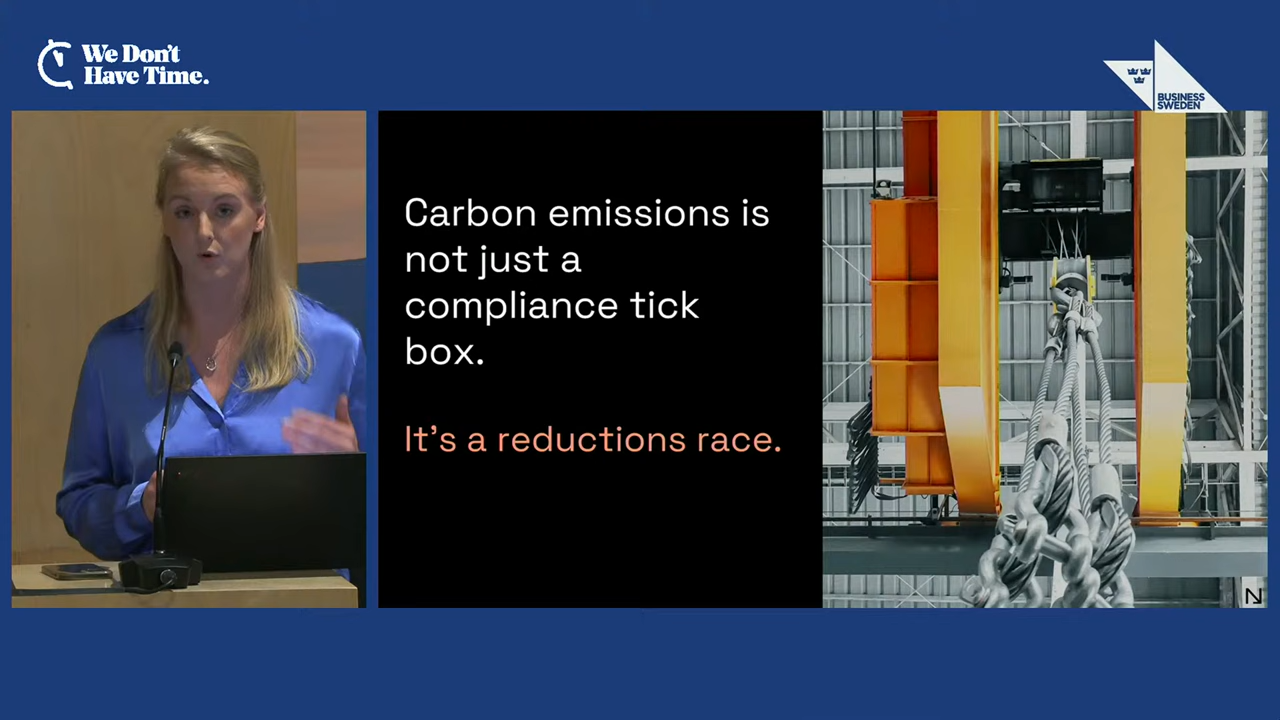 We Don't
Have Time.
BUSINESS
SWEDEN
Carbon emissions is
not just a
compliance tick
box.
It's a reductions race.
N